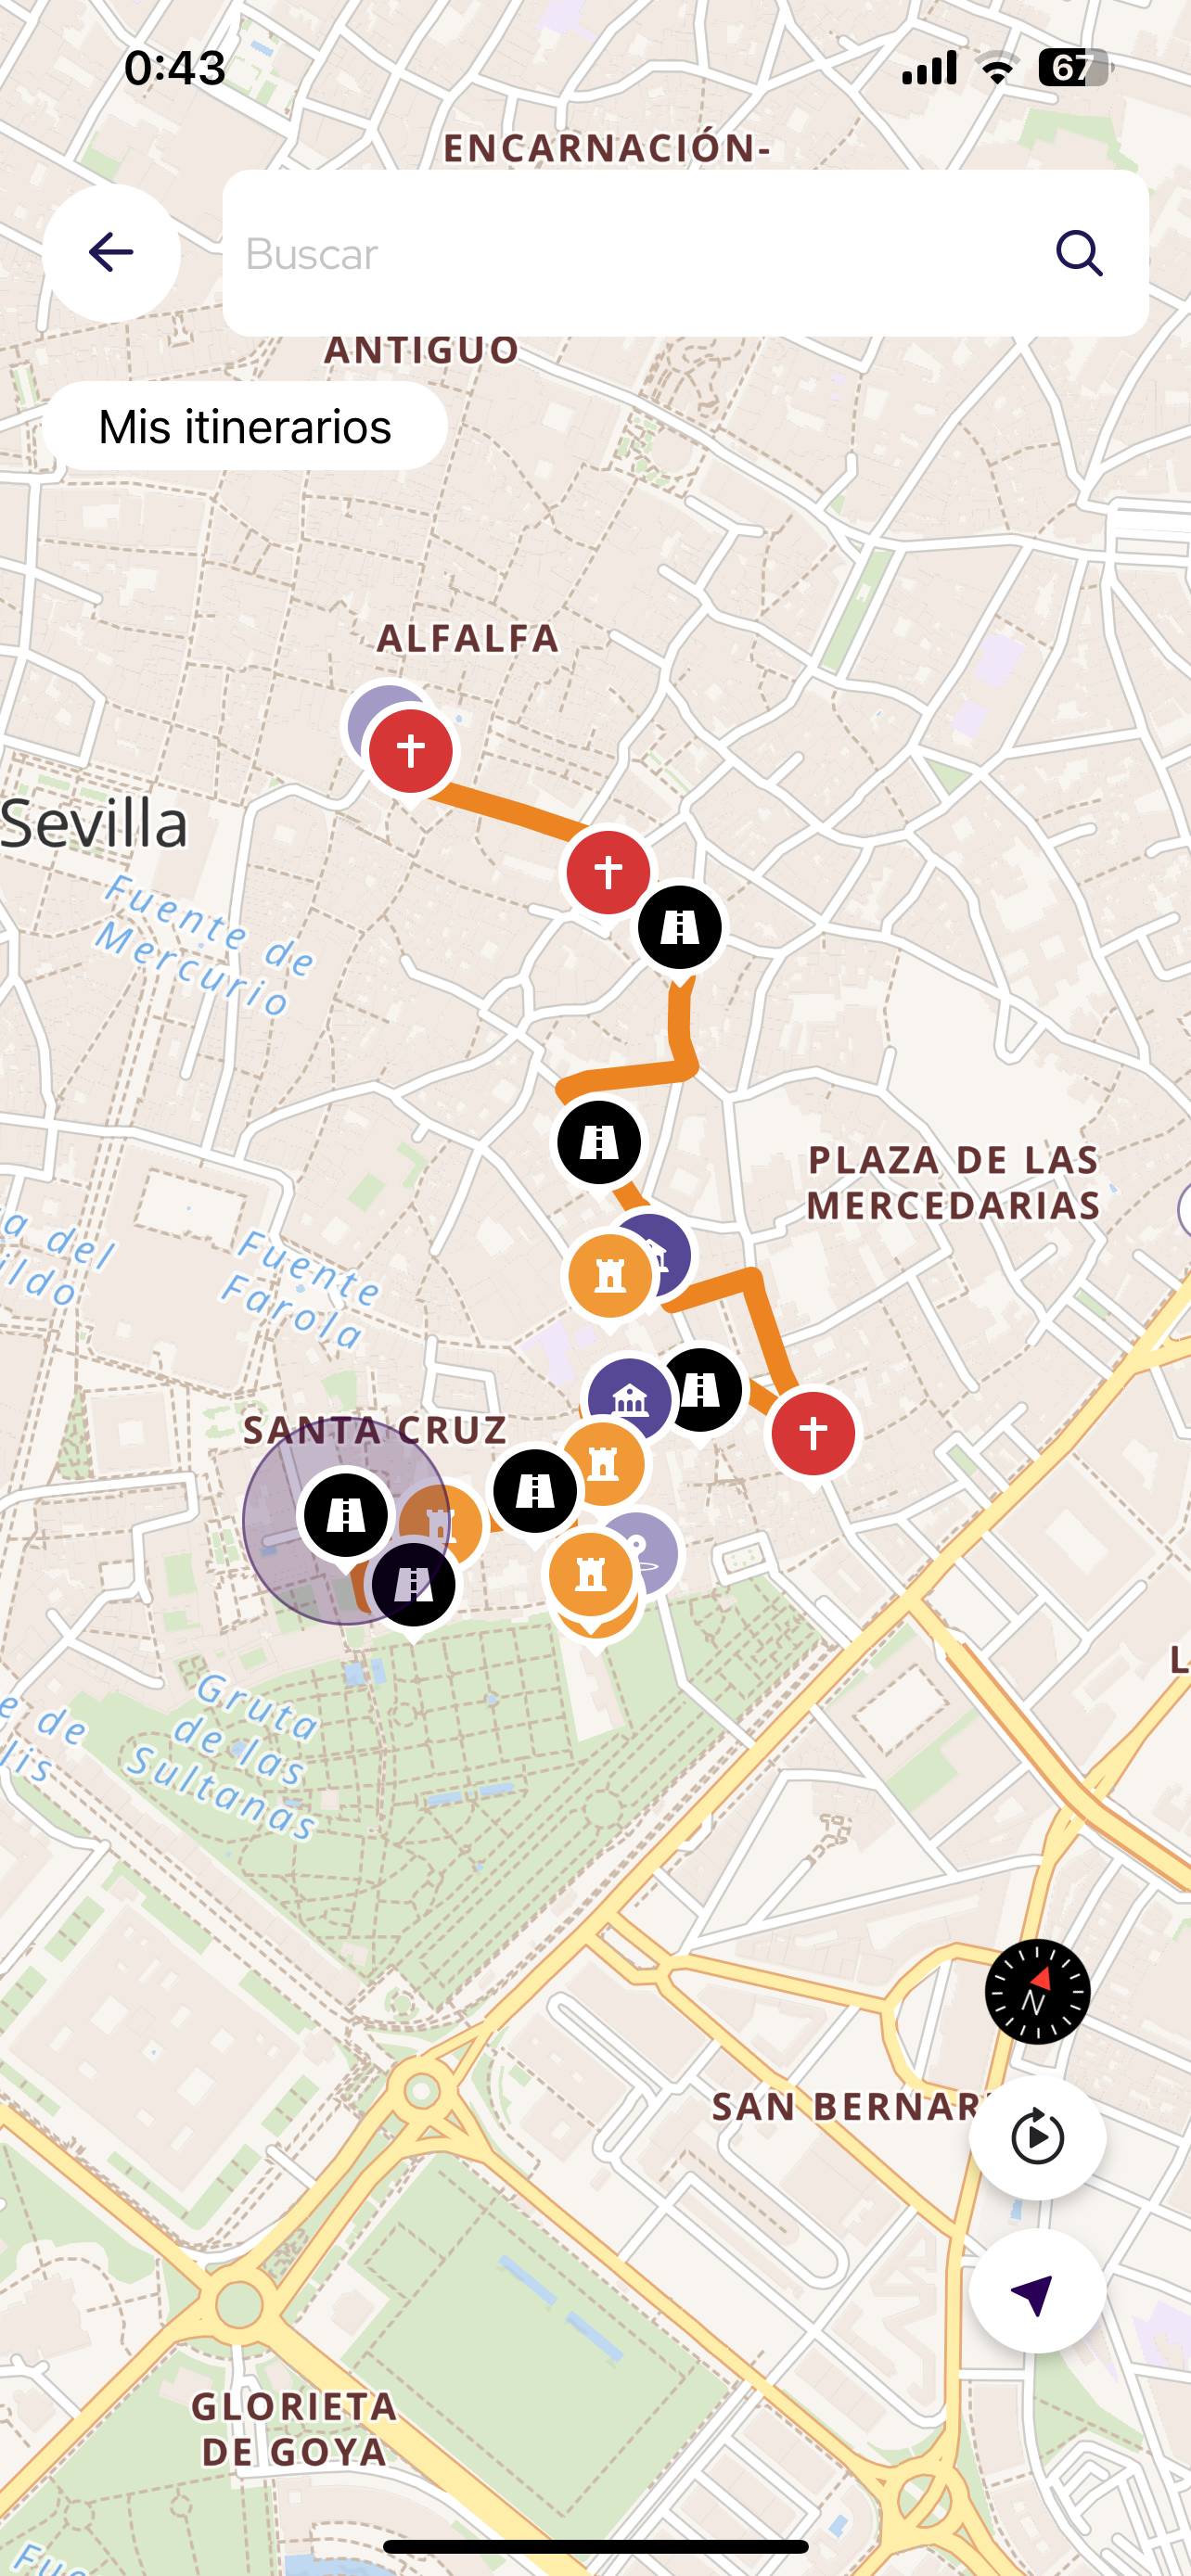 0:43
67
ENCARNACIÓN-
Buscar
ANTIGUO
Mis itinerarios
ALFALFA
Sevilla
Fuente de
Mercurio
PLAZA DE LAS
MERCEDARIAS
a del
ildo
Fuente
Farola
SANTA CRUZ
Gruta
de las
Sultanas
e de
lis
L
N
SAN BERNAR
GLORIETA
DE GOYA
Fue